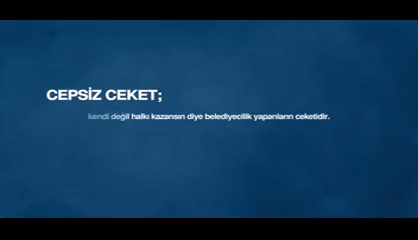 CEPSİZ CEKET;
kendi değil halkı kazansın diye belediyecilik yapanların ceketidir.